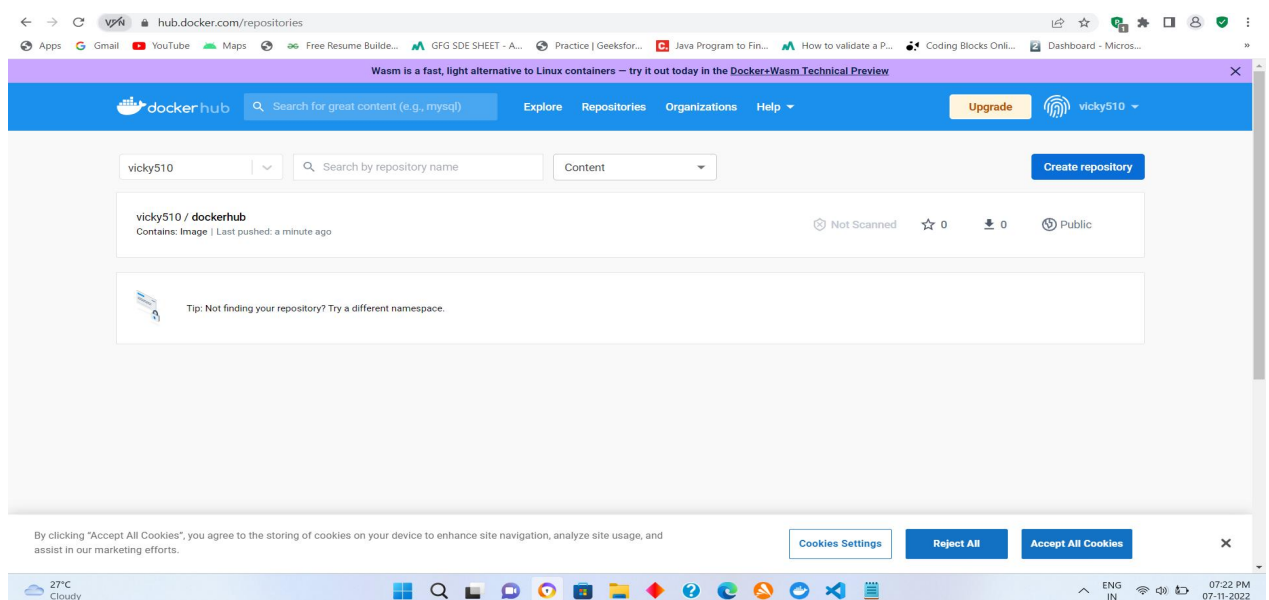 VPN hub.docker.com/repositories
Apps Gmail YouTube Maps Free Resume Builde... GFG SDE SHEET - A... Practice | Geeksfor... Java Program to Fin... How to validate a P... Coding Blocks Onli... Dashboard - Micros... »
Wasm is a fast, light alternative to Linux containers — try it out today in the Docker+Wasm Technical Preview
dockerhub Search for great content (e.g., mysql) Explore Repositories Organizations Help Upgrade vicky510
vicky510 Search by repository name Content Create repository
vicky510 / dockerhub
Contains: Image | Last pushed: a minute ago
Not Scanned 0 0 Public
Tip: Not finding your repository? Try a different namespace.
By clicking "Accept All Cookies", you agree to the storing of cookies on your device to enhance site navigation, analyze site usage, and
assist in our marketing efforts.
Cookies Settings Reject All Accept All Cookies
27°C
Cloudy
ENG
IN
07:22 PM
07-11-2022